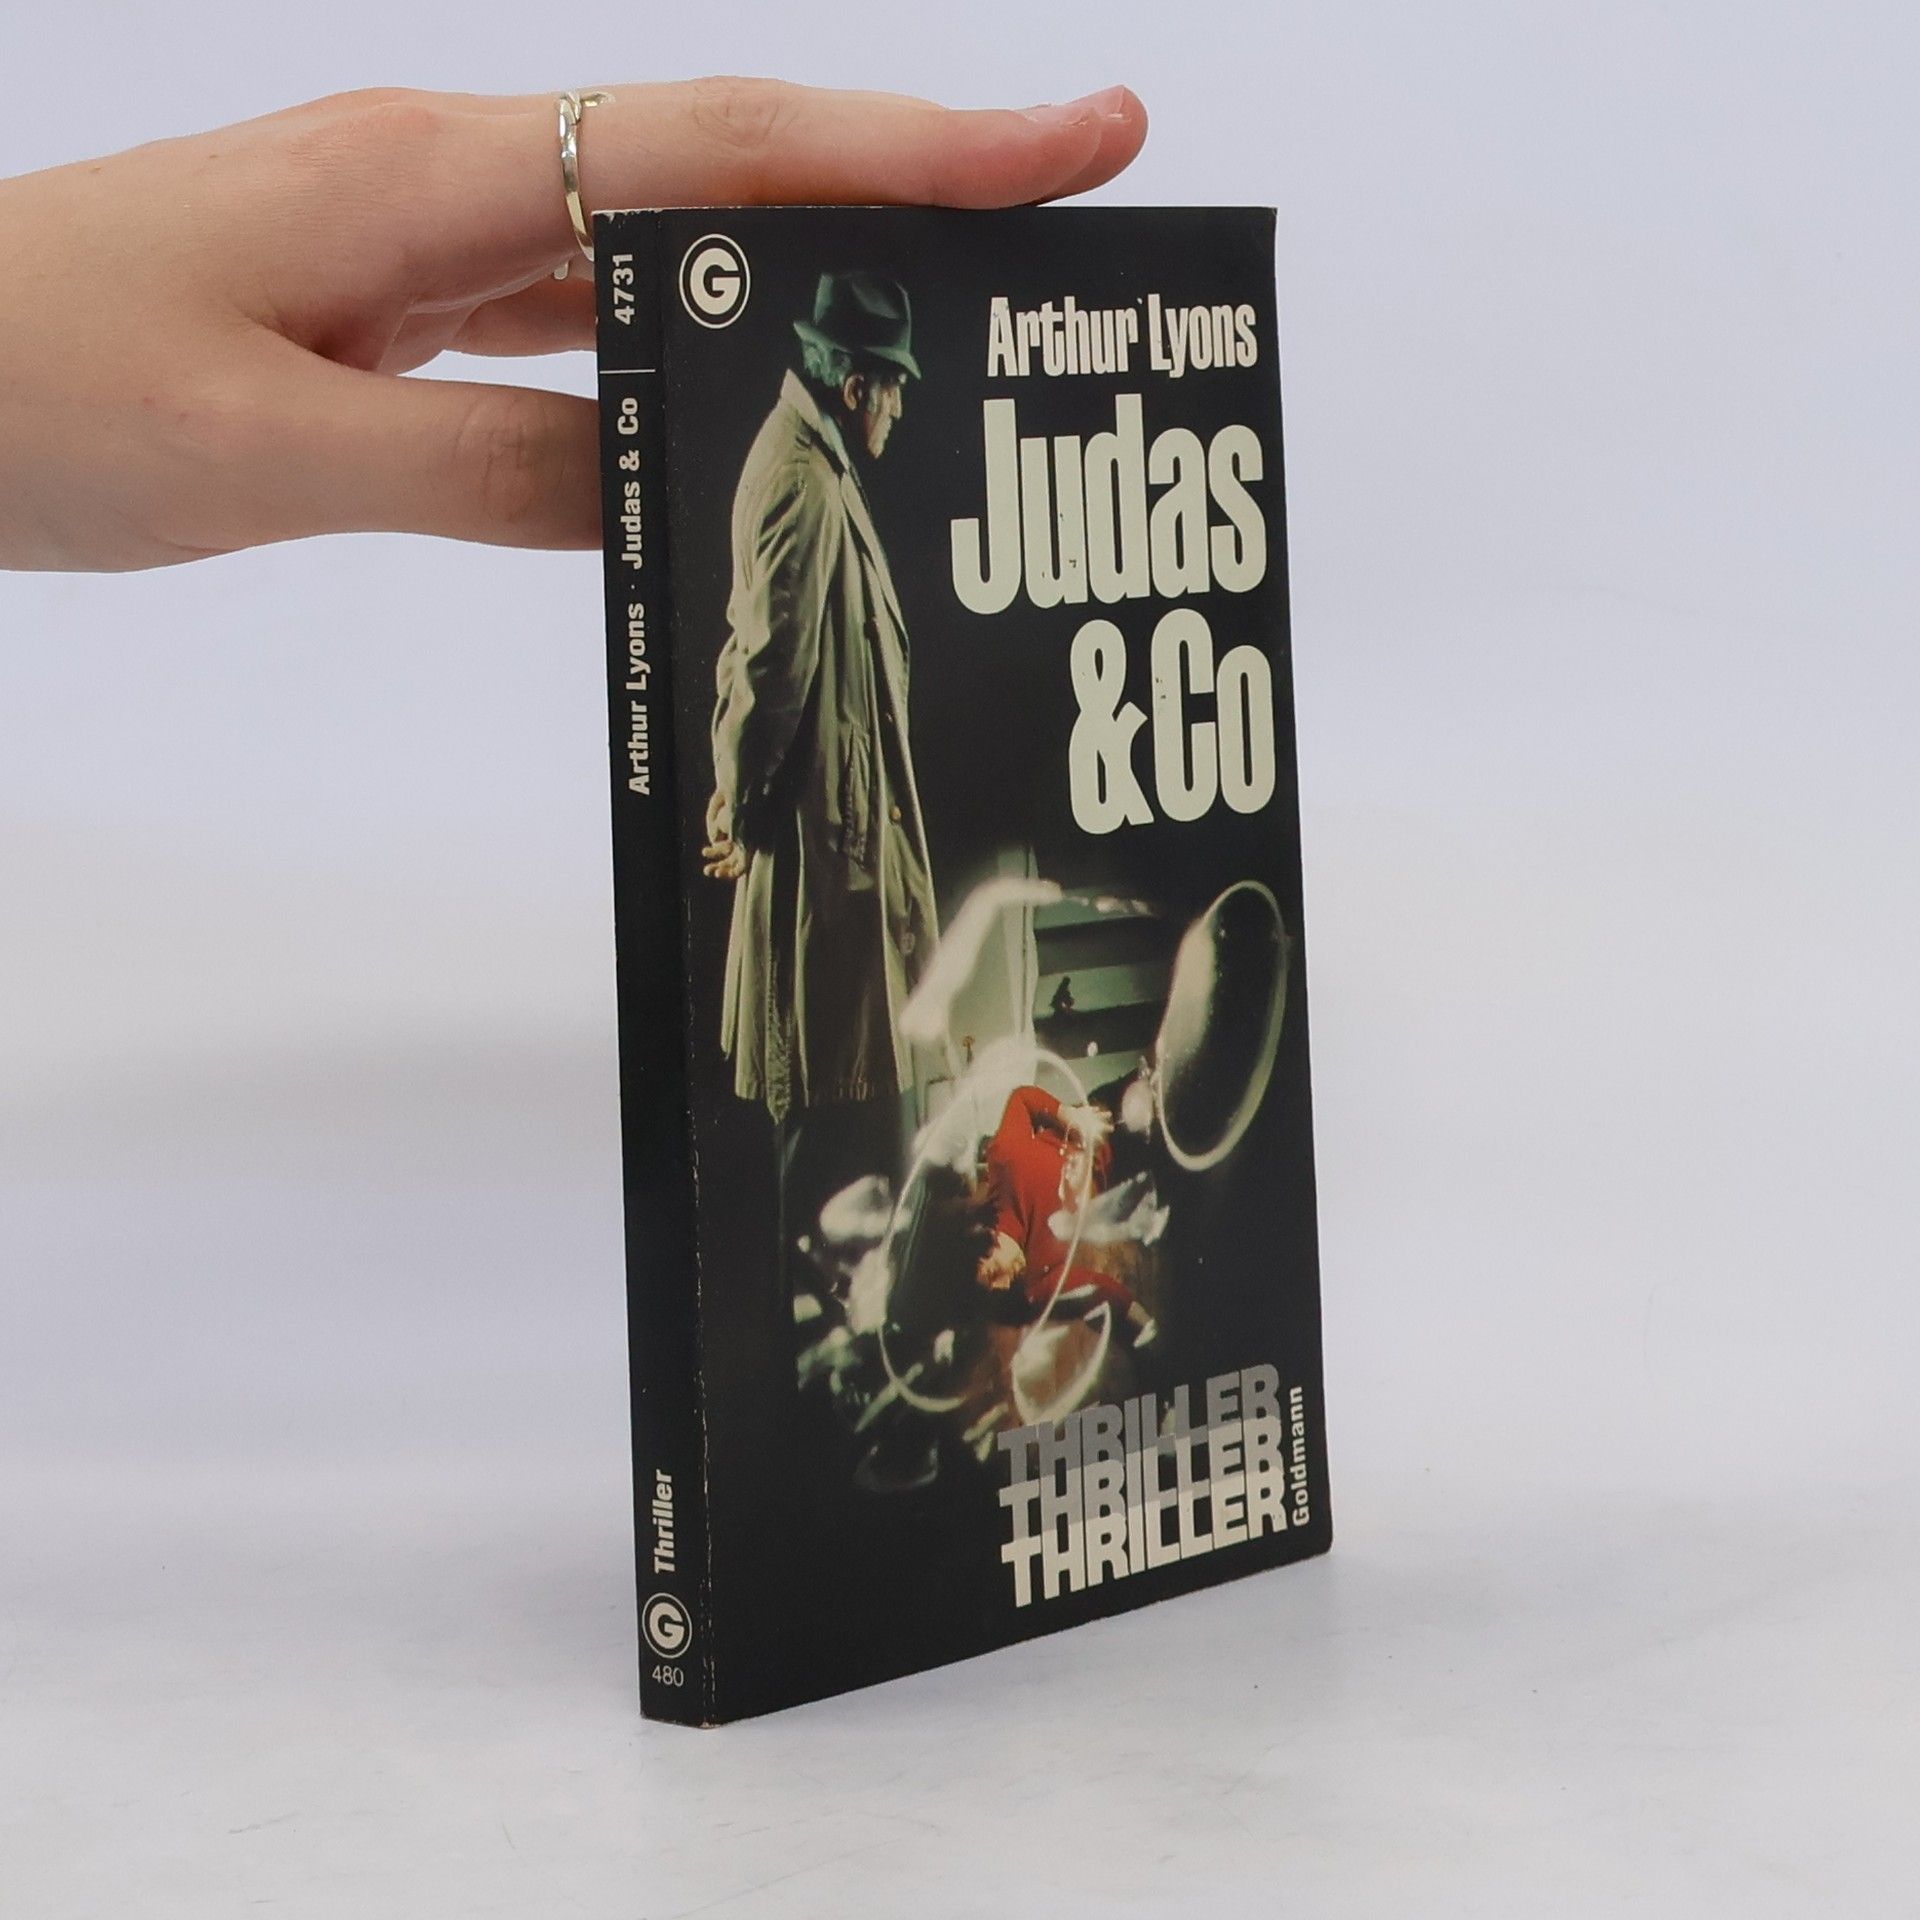 4731
Arthur Lyons · Judas & Co
Thriller
G
480
G
Arthur Lyons
Judas
& Co
THRILLER
THRILLER
THRILLER
Goldmann